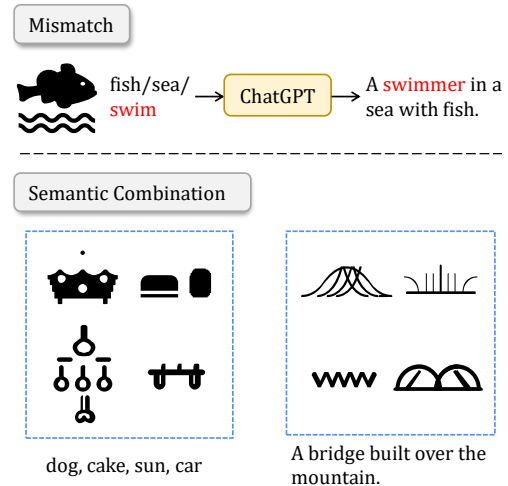 Mismatch
fish/sea/
swim
ChatGPT
A swimmer in a
sea with fish.
Semantic Combination
dog, cake, sun, car
A bridge built over the
mountain.